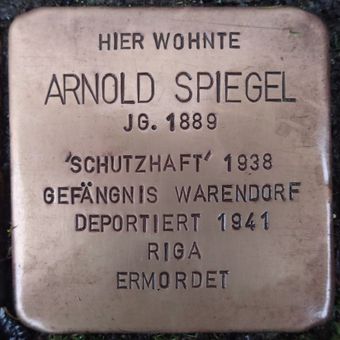 HIER WOHNTE
ARNOLD SPIEGEL
JG. 1889
'SCHUTZHAFT' 1938
GEFÄNGNIS WARENDORF
DEPORTIERT 1941
RIGA
ERMORDET